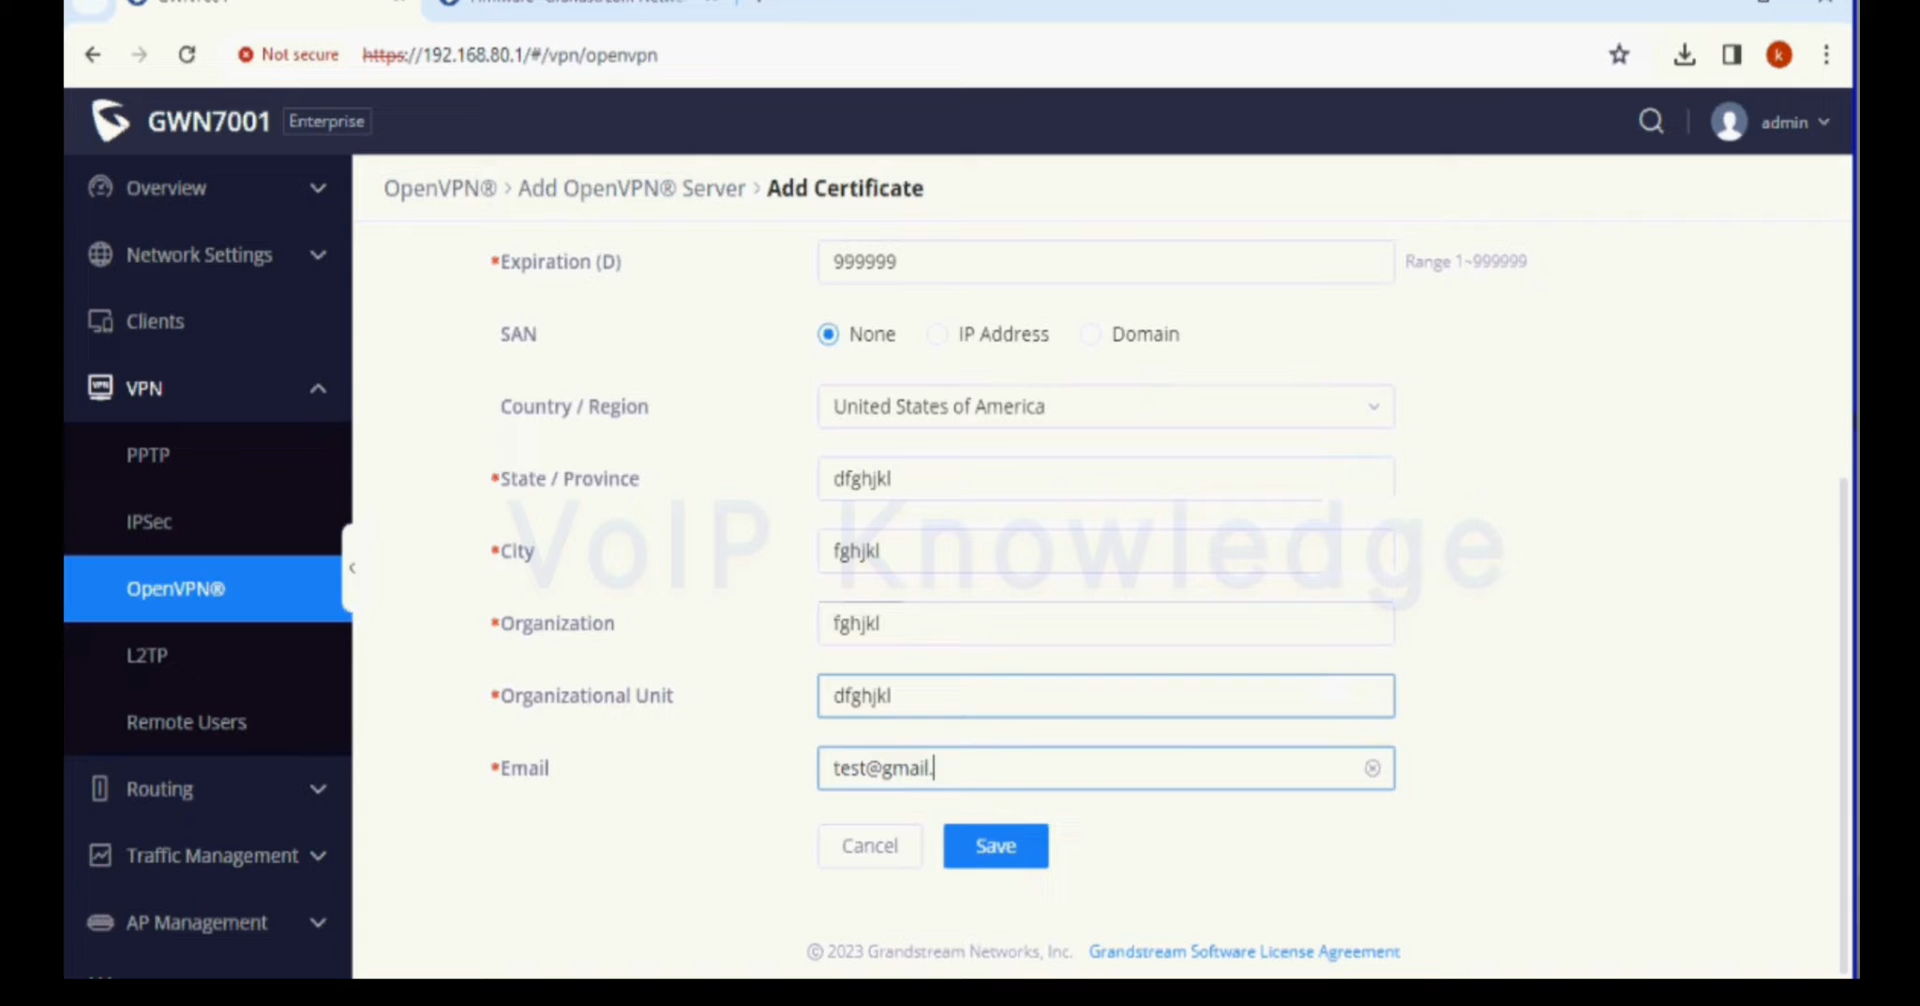 Not secure https://192.168.80.1/#/vpn/openvpn k
GWN7001 Enterprise admin
Overview
Network Settings
Clients
VPN
PPTP
IPSec
OpenVPN®
L2TP
Remote Users
Routing
Traffic Management
AP Management
OpenVPN® > Add OpenVPN® Server > Add Certificate
*Expiration (D) 999999 Range 1~999999
SAN None IP Address Domain
Country / Region United States of America
*State / Province dfghjkl
VoIP Knowledge
*City fghjkl
*Organization fghjkl
*Organizational Unit dfghjkl
*Email test@gmail.
Cancel Save
© 2023 Grandstream Networks, Inc. Grandstream Software License Agreement